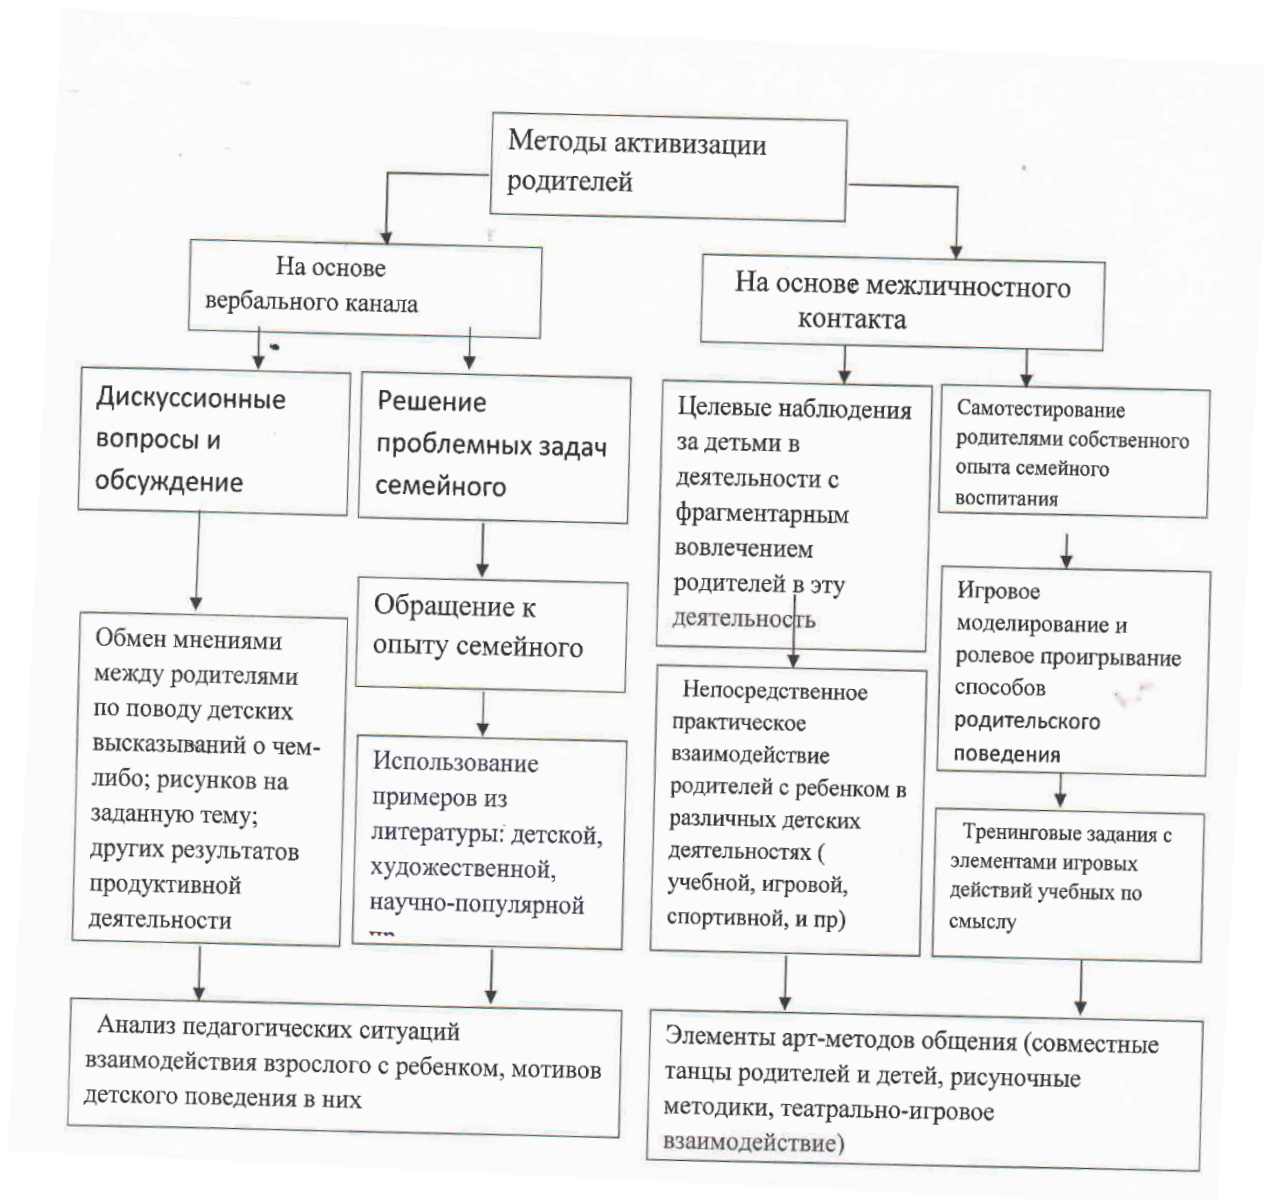 Методы активизации
родителей
На основе
вербального канала
На основе межличностного
контакта
Дискуссионные
вопросы и
обсуждение
Решение
проблемных задач
семейного
Целевые наблюдения
за детьми в
деятельности с
фрагментарным
вовлечением
родителей в эту
деятельность
Самотестирование
родителями собственного
опыта семейного
воспитания
Обмен мнениями
между родителями
по поводу детских
высказываний о чем-
либо; рисунков на
заданную тему;
других результатов
продуктивной
деятельности
Обращение к
опыту семейного
Использование
примеров из
литературы: детской,
художественной,
научно-популярной
Непосредственное
практическое
взаимодействие
родителей с ребенком в
различных детских
деятельностях (
учебной, игровой,
спортивной, и пр)
Игровое
моделирование и
ролевое проигрывание
способов
родительского
поведения
Тренинговые задания с
элементами игровых
действий учебных по
смыслу
Анализ педагогических ситуаций
взаимодействия взрослого с ребенком, мотивов
детского поведения в них
Элементы арт-методов общения (совместные
танцы родителей и детей, рисуночные
методики, театрально-игровое
взаимодействие)